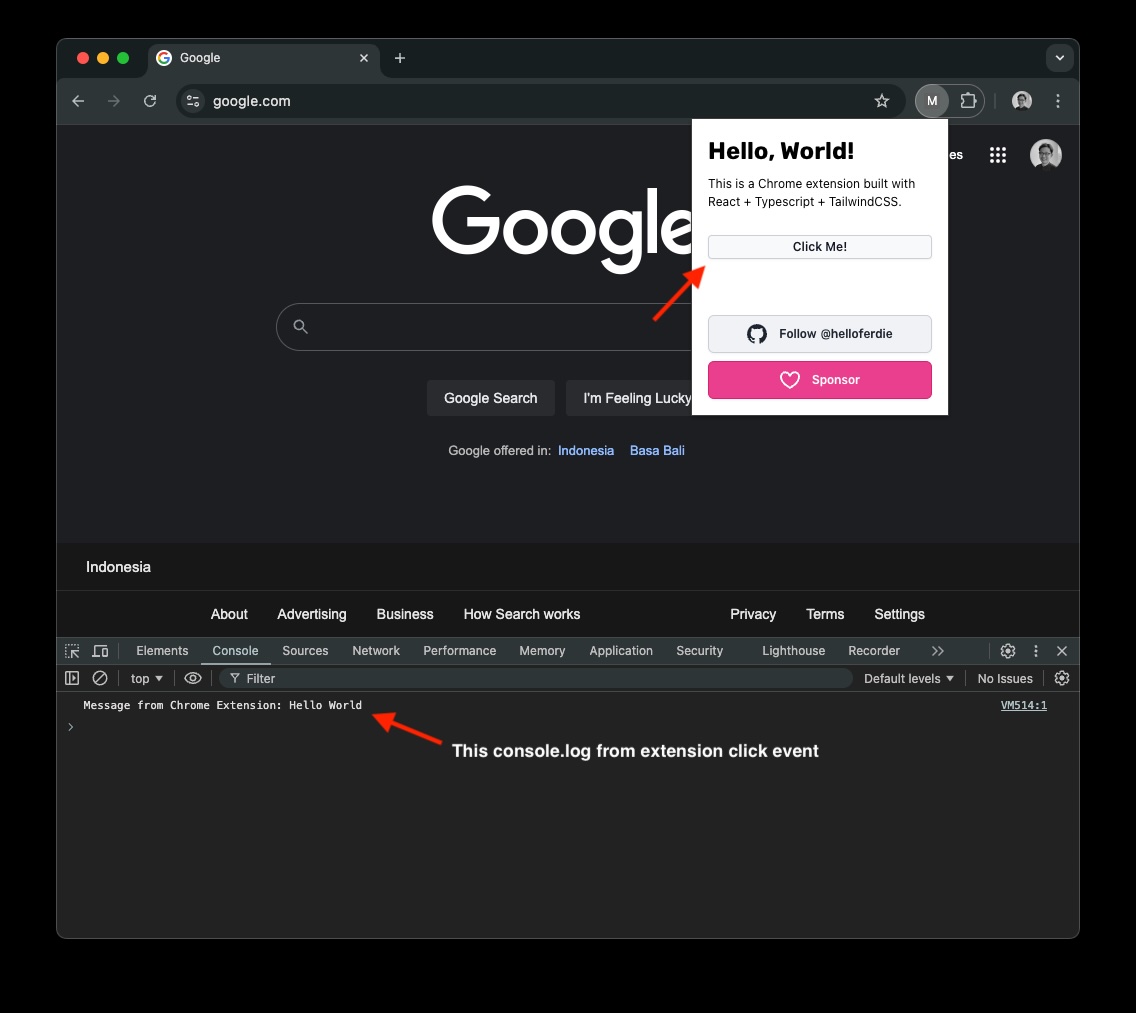 Google
google.com
M
Hello, World!
This is a Chrome extension built with
React + Typescript + TailwindCSS.
Click Me!
Follow @helloferdie
Sponsor
es
Google
Google Search
I'm Feeling Lucky
Google offered in: Indonesia Basa Bali
Indonesia
About Advertising Business How Search works Privacy Terms Settings
Elements Console Sources Network Performance Memory Application Security Lighthouse Recorder
top Filter Default levels No Issues
Message from Chrome Extension: Hello World VM514:1
This console.log from extension click event